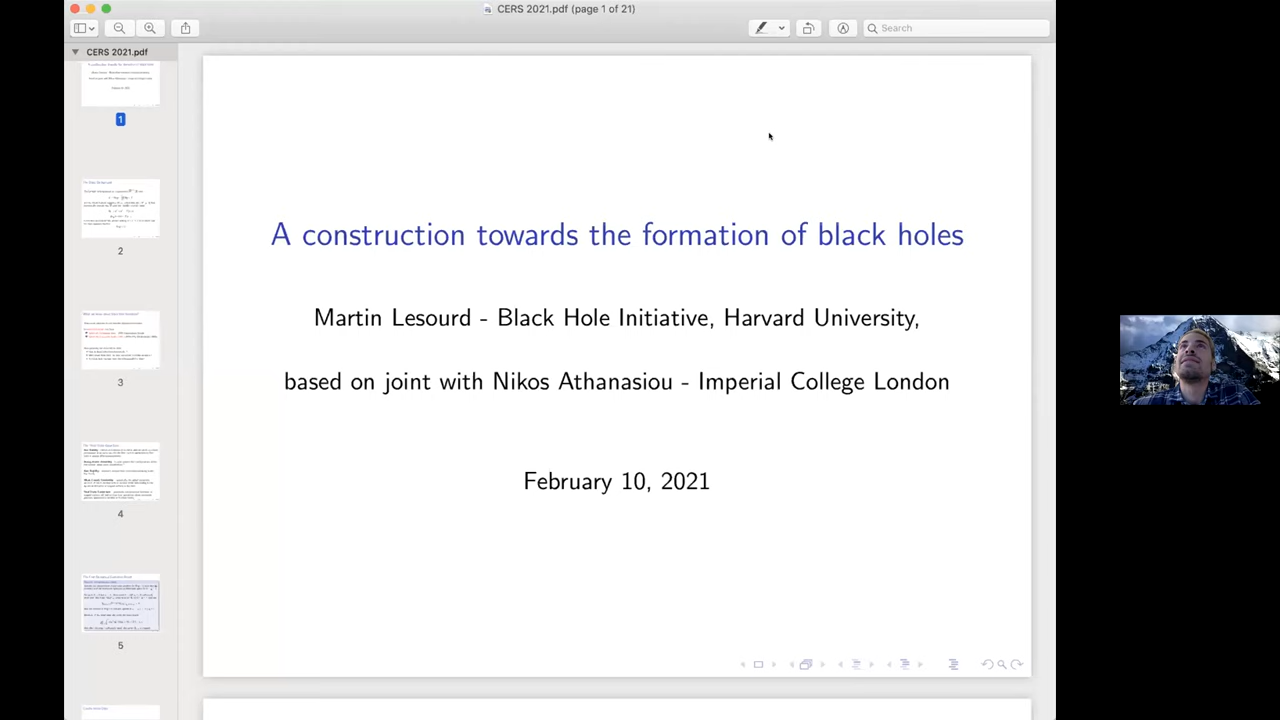 CERS 2021.pdf (page 1 of 21)
Search
CERS 2021.pdf
1
2
3
4
5
A construction towards the formation of black holes
Martin Lesourd - Black Hole Initiative, Harvard University,
based on joint with Nikos Athanasiou - Imperial College London
February 10, 2021